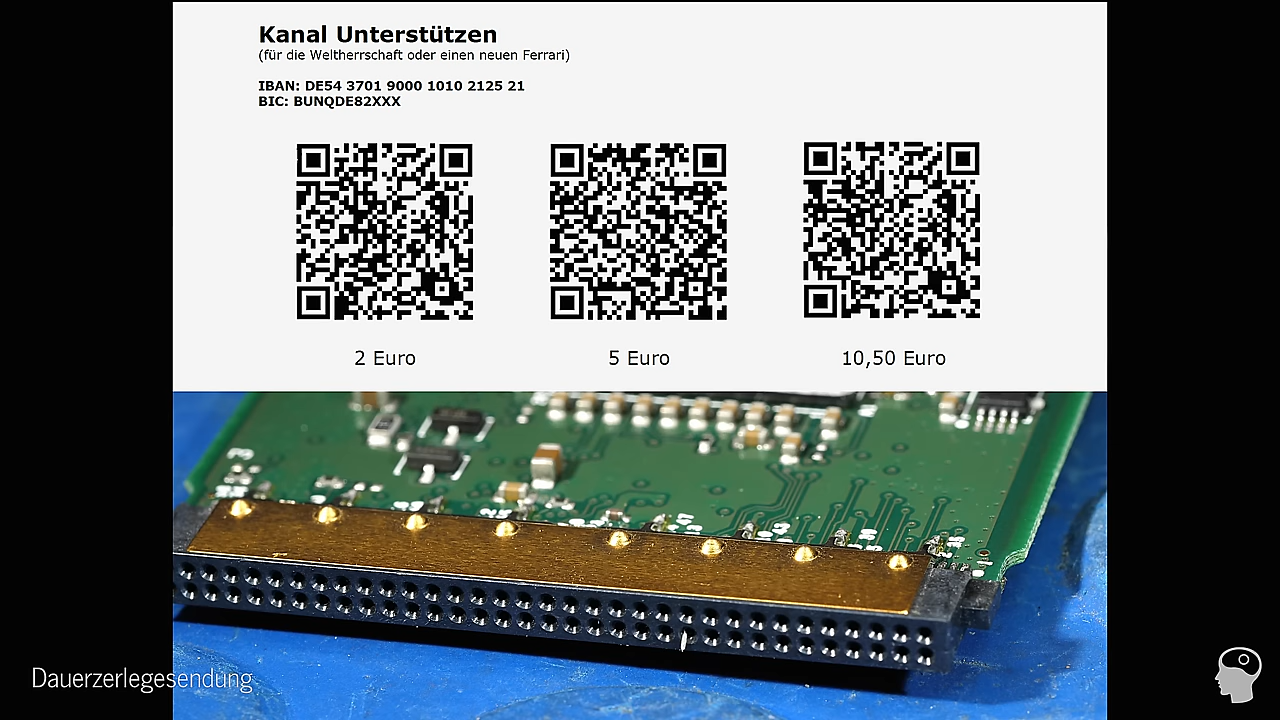 Kanal Unterstützen
(für die Weltherrschaft oder einen neuen Ferrari)
IBAN: DE54 3701 9000 1010 2125 21
BIC: BUNQDE82XXX
2 Euro
5 Euro
10,50 Euro
Dauerzerlegesendung